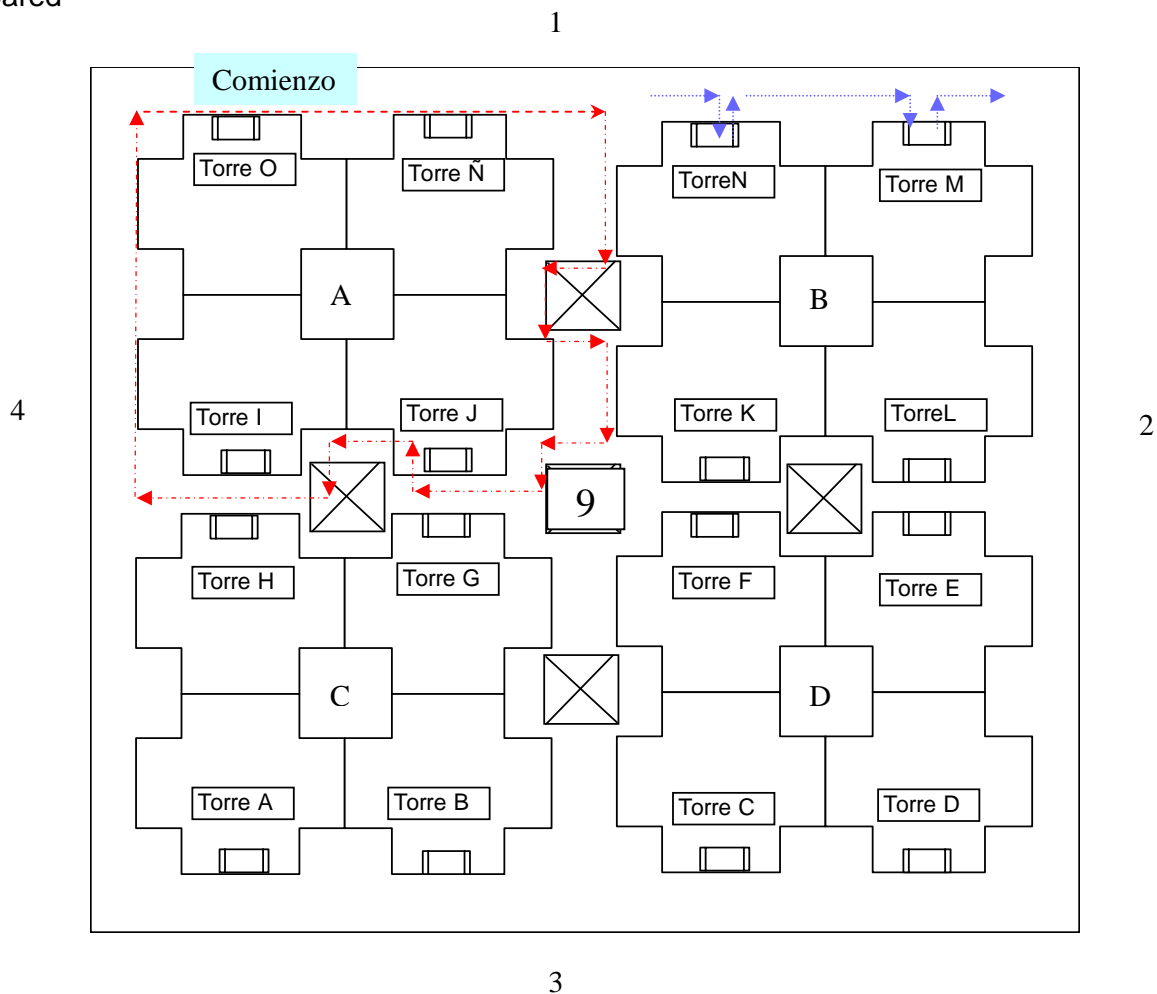 1
Comienzo
Torre O
Torre Ñ
TorreN
Torre M
A
B
4
Torre I
Torre J
Torre K
TorreL
2
9
Torre H
Torre G
Torre F
Torre E
C
D
Torre A
Torre B
Torre C
Torre D
3